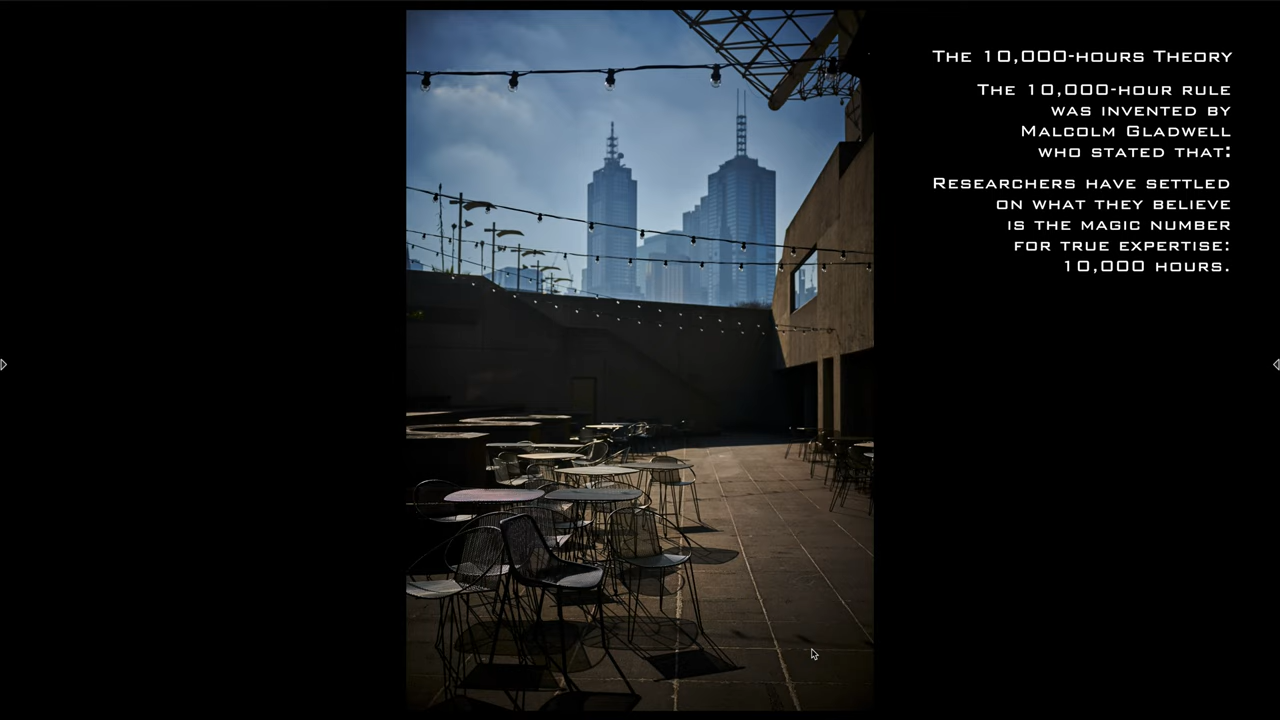 The 10,000-hours Theory
The 10,000-hour rule
was invented by
Malcolm Gladwell
who stated that:
Researchers have settled
on what they believe
is the magic number
for true expertise:
10,000 hours.